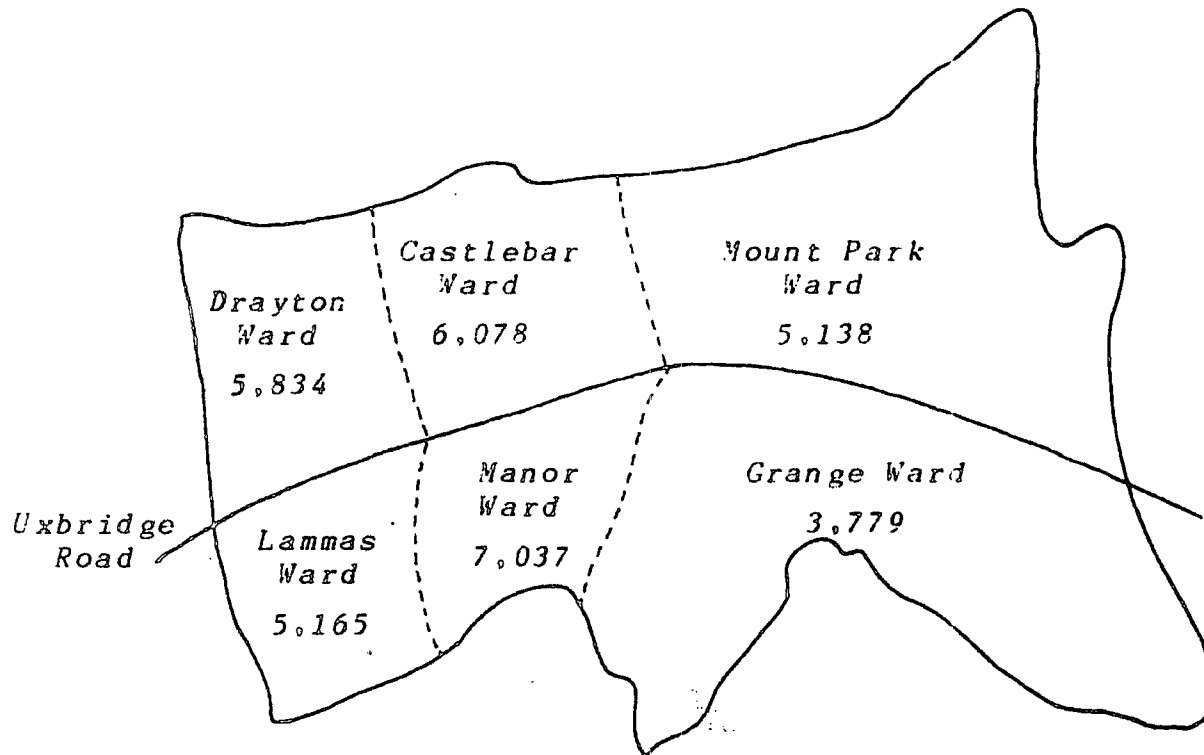 Castlebar
Ward
6,078
Mount Park
Ward
5,138
Drayton
Ward
5,834
Manor
Ward
7,037
Grange Ward
3,779
Uxbridge
Road
Lammas
Ward
5,165